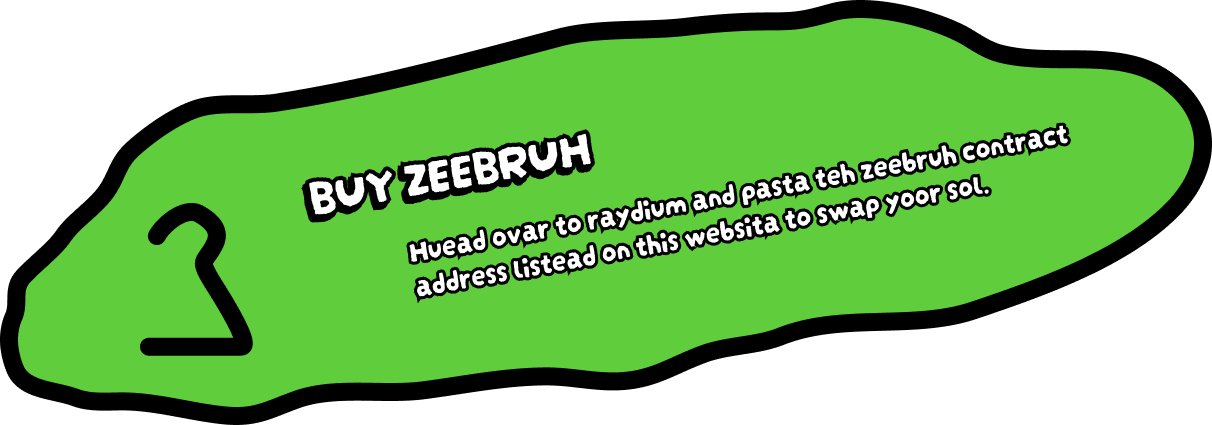 BUY ZEEBRUH
Huead ovar to raydium and pasta teh zeebruh contract
address listead on this websita to swap yoor sol.